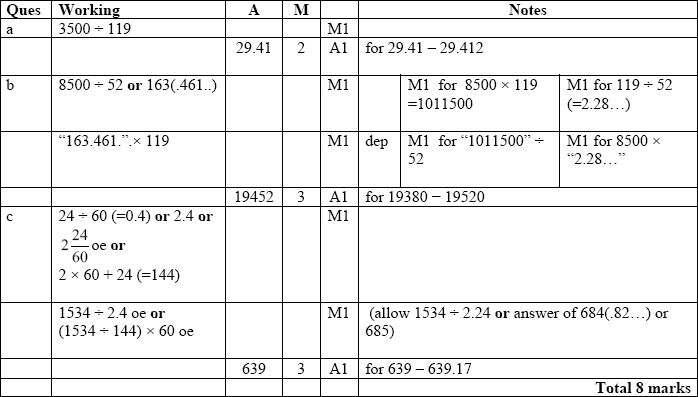 Ques Working A M Notes
a 3500 ÷ 119 M1
29.41 2 A1 for 29.41 – 29.412
b 8500 ÷ 52 or 163(.461..) M1 M1 for 8500 × 119 M1 for 119 ÷ 52
=1011500 (=2.28…)
“163.461.”.× 119 M1 dep M1 for “1011500” ÷ M1 for 8500 ×
52 “2.28…”
19452 3 A1 for 19380 – 19520
c 24 ÷ 60 (=0.4) or 2.4 or M1
2 24/60 oe or
2 × 60 + 24 (=144)
1534 ÷ 2.4 oe or M1 (allow 1534 ÷ 2.24 or answer of 684(.82…) or
(1534 ÷ 144) × 60 oe 685)
639 3 A1 for 639 – 639.17
Total 8 marks